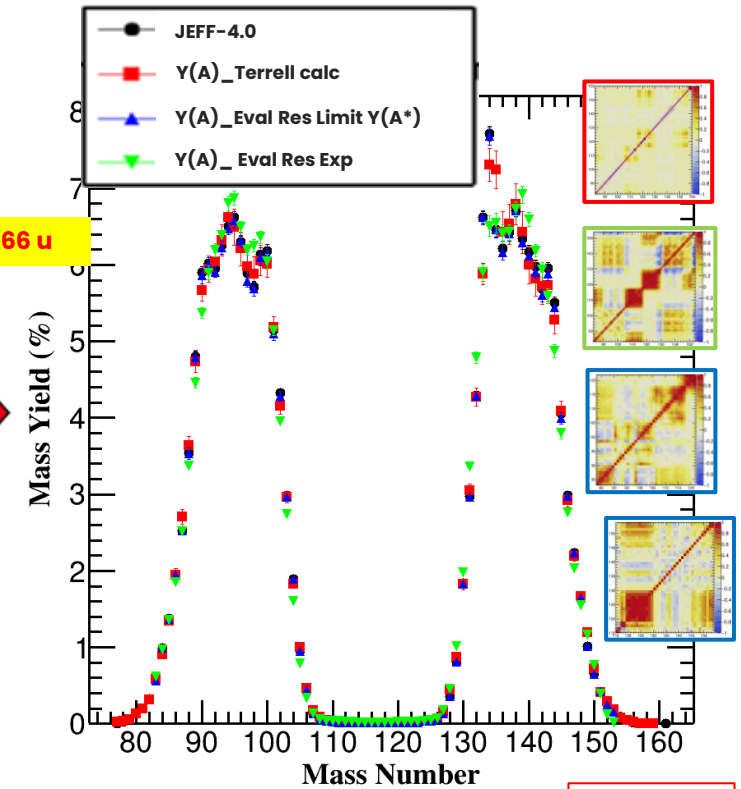 JEFF-4.0
Y(A)_Terrell calc
Y(A)_Eval Res Limit Y(A*)
Y(A)_ Eval Res Exp
66 u
8
7
6
5
4
3
2
1
0
Mass Yield (%)
80 90 100 110 120 130 140 150 160
Mass Number